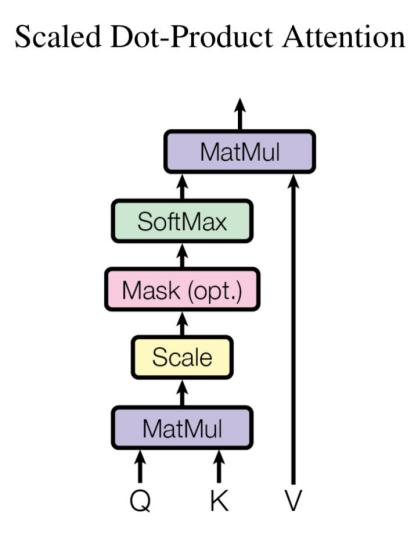 Scaled Dot-Product Attention
MatMul
SoftMax
Mask (opt.)
Scale
MatMul
Q K V